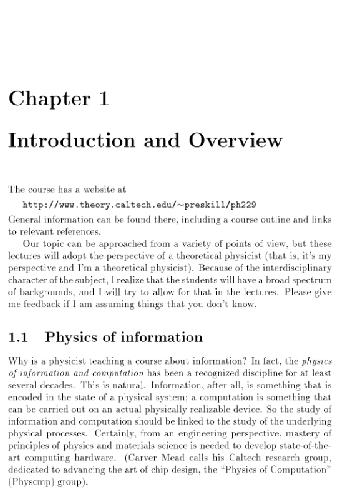 Chapter 1
Introduction and Overview
The course has a website at
http://www.theory.caltech.edu/~preskill/ph229
General information can be found there, including a course outline and links
to relevant references.
Our topic can be approached from a variety of points of view, but these
lectures will adopt the perspective of a theoretical physicist (that is, it's my
perspective and I'm a theoretical physicist). Because of the interdisciplinary
character of the subject, I realize that the students will have a broad spectrum
of backgrounds, and I will try to allow for that in the lectures. Please give
me feedback if I am assuming things that you don't know.
1.1 Physics of information
Why is a physicist teaching a course about information? In fact, the physics
of information and computation has been a recognized discipline for at least
several decades. This is natural. Information, after all, is something that is
encoded in the state of a physical system; a computation is something that
can be carried out on an actual physically realizable device. So the study of
information and computation should be linked to the study of the underlying
physical processes. Certainly, from an engineering perspective, mastery of
principles of physics and materials science is needed to develop state-of-the-
art computing hardware. (Carver Mead calls his Caltech research group,
dedicated to advancing the art of chip design, the "Physics of Computation"
(Physcmp) group).